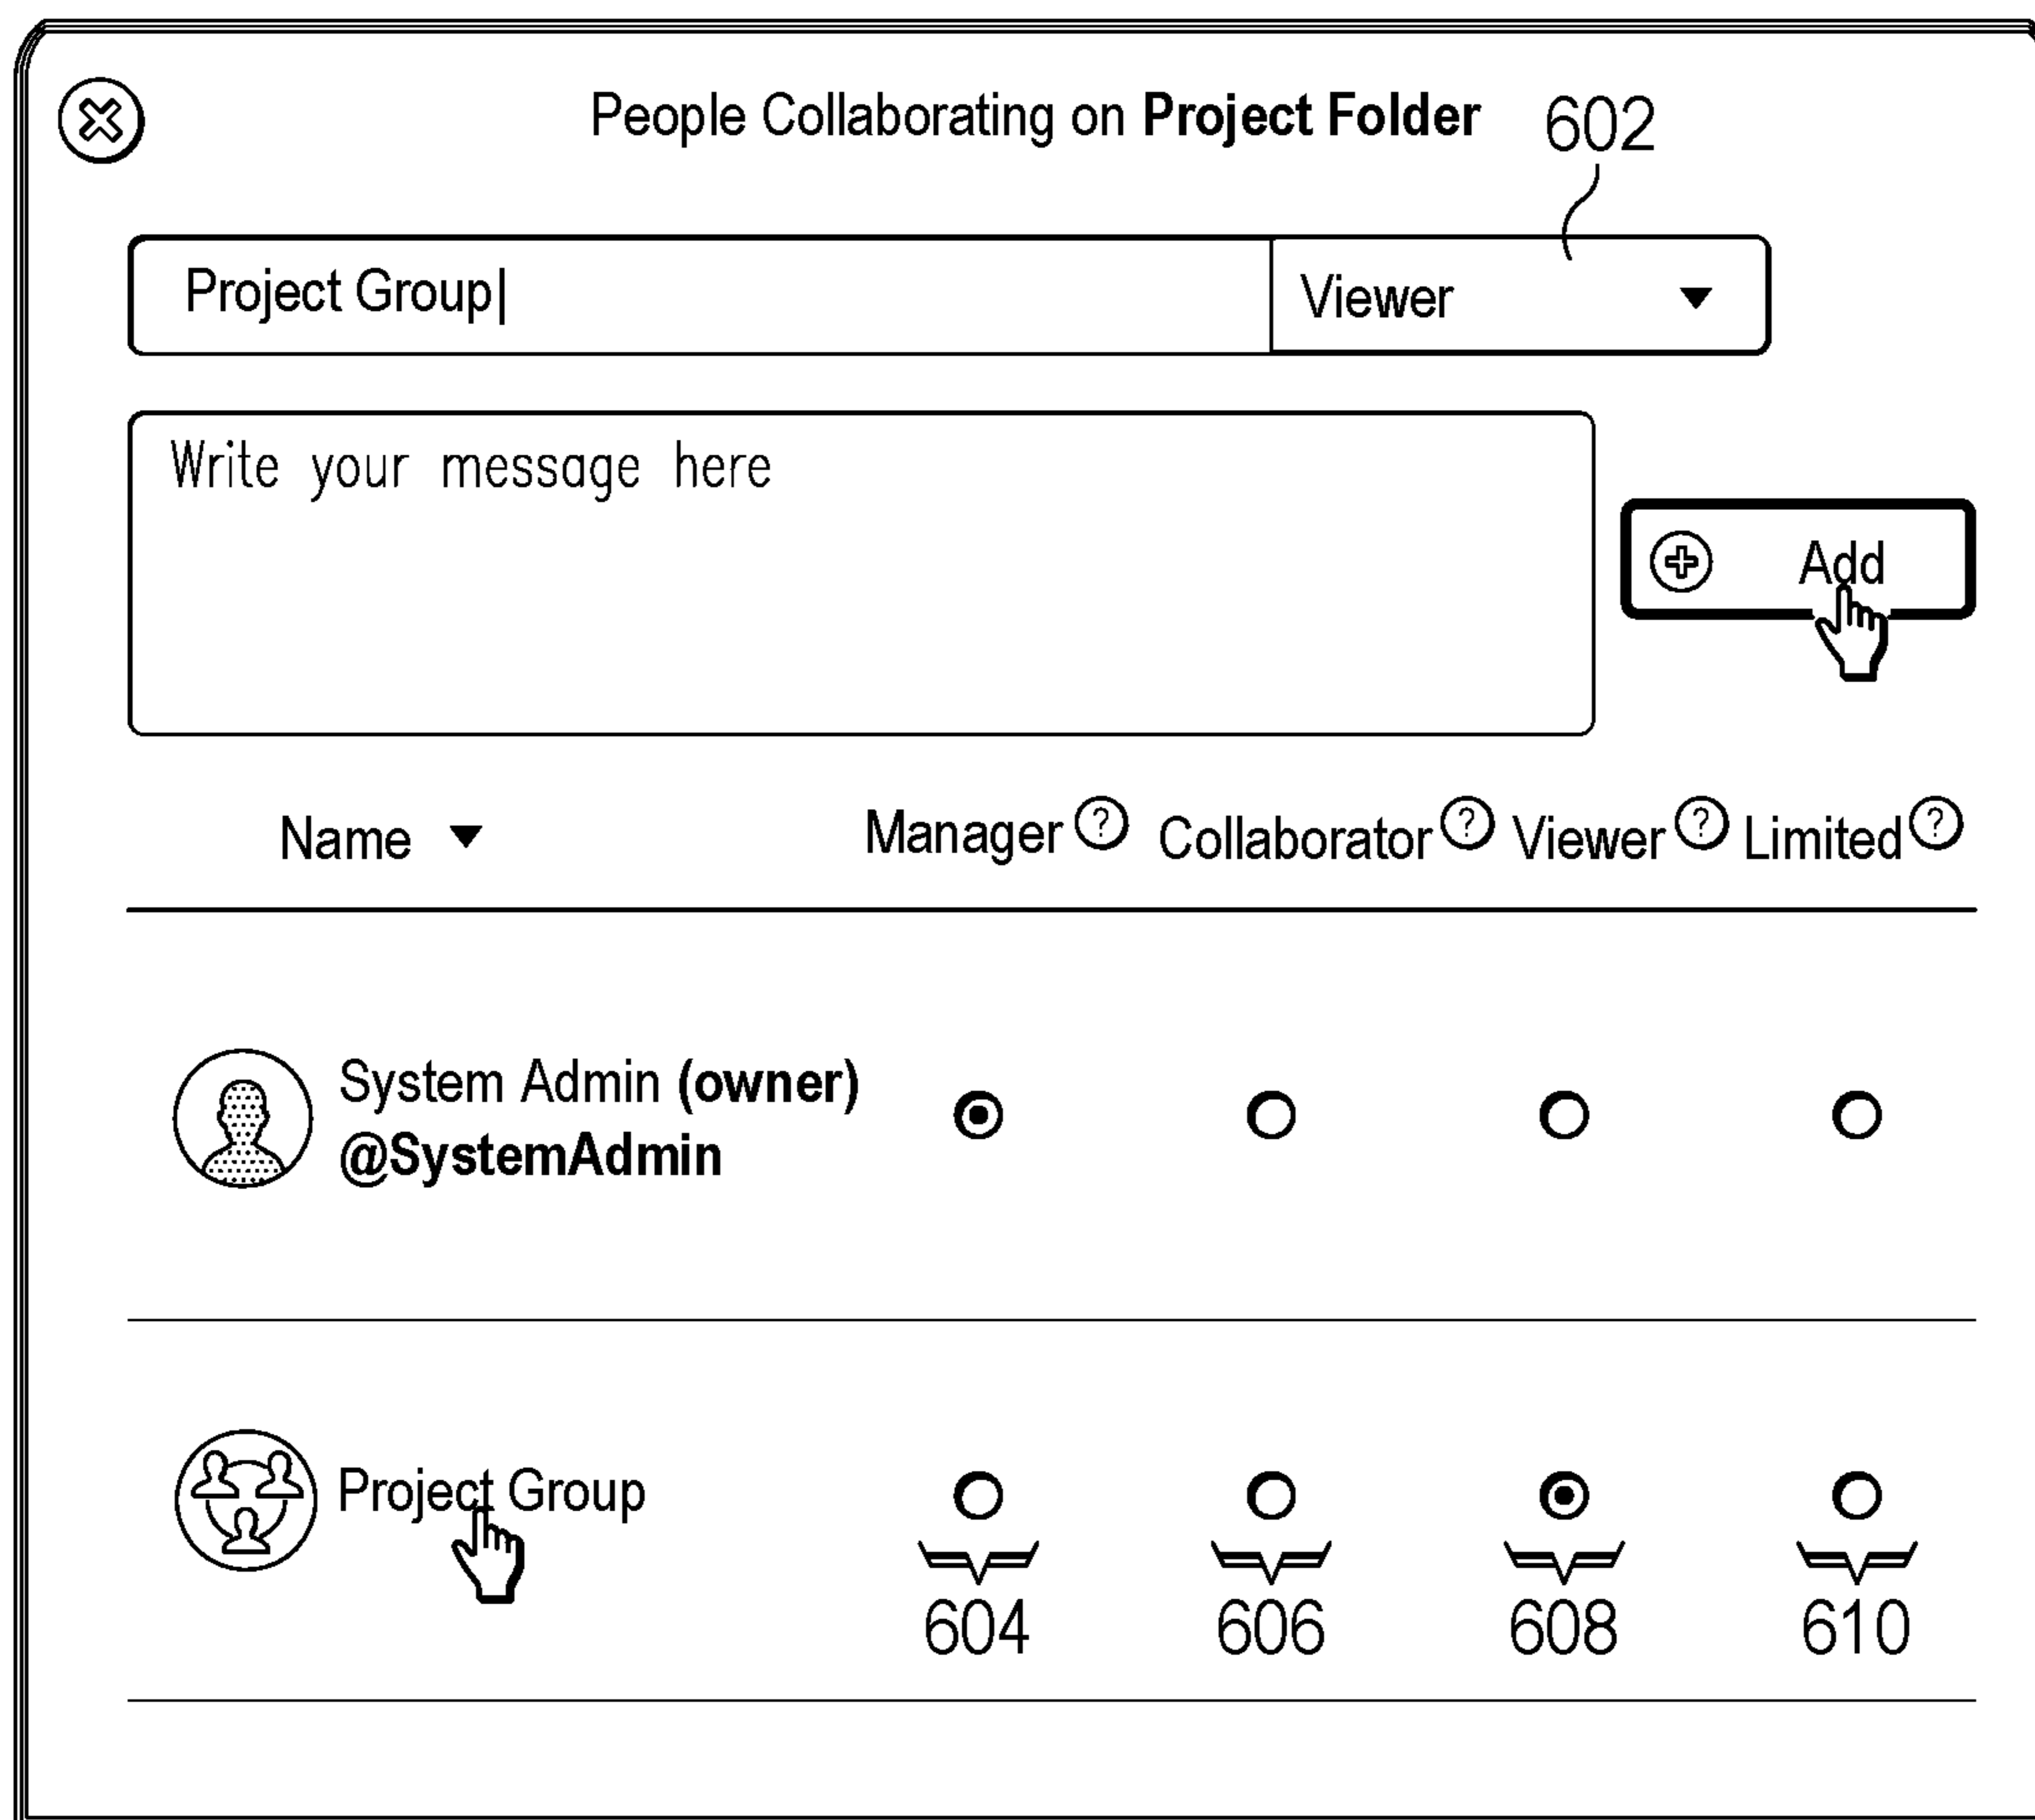 People Collaborating on Project Folder
602
Project Group
Viewer
Write your message here
Add
Name Manager ? Collaborator ? Viewer ? Limited ?
System Admin (owner)
@SystemAdmin
Project Group
604 606 608 610